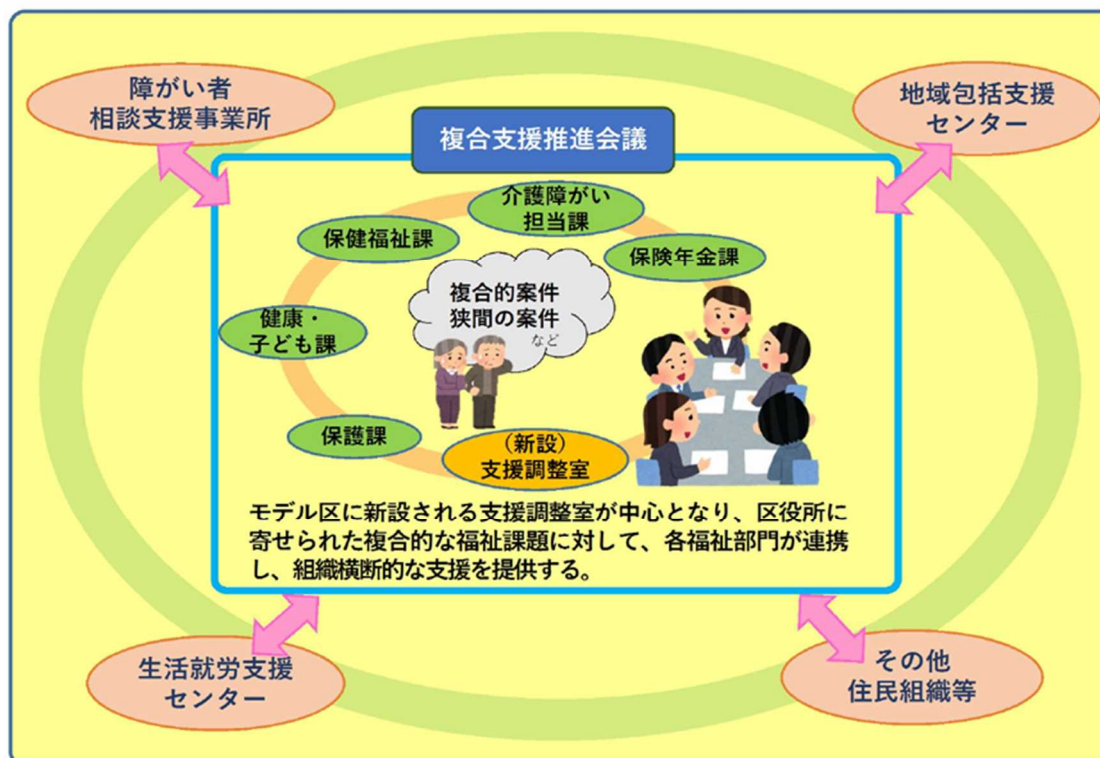 障がい者
相談支援事業所
地域包括支援
センター
複合支援推進会議
介護障がい
担当課
保健福祉課
保険年金課
複合的案件
狭間の案件
など
健康・
子ども課
保護課
（新設）
支援調整室
モデル区に新設される支援調整室が中心となり、区役所に
寄せられた複合的な福祉課題に対して、各福祉部門が連携
し、組織横断的な支援を提供する。
生活就労支援
センター
その他
住民組織等